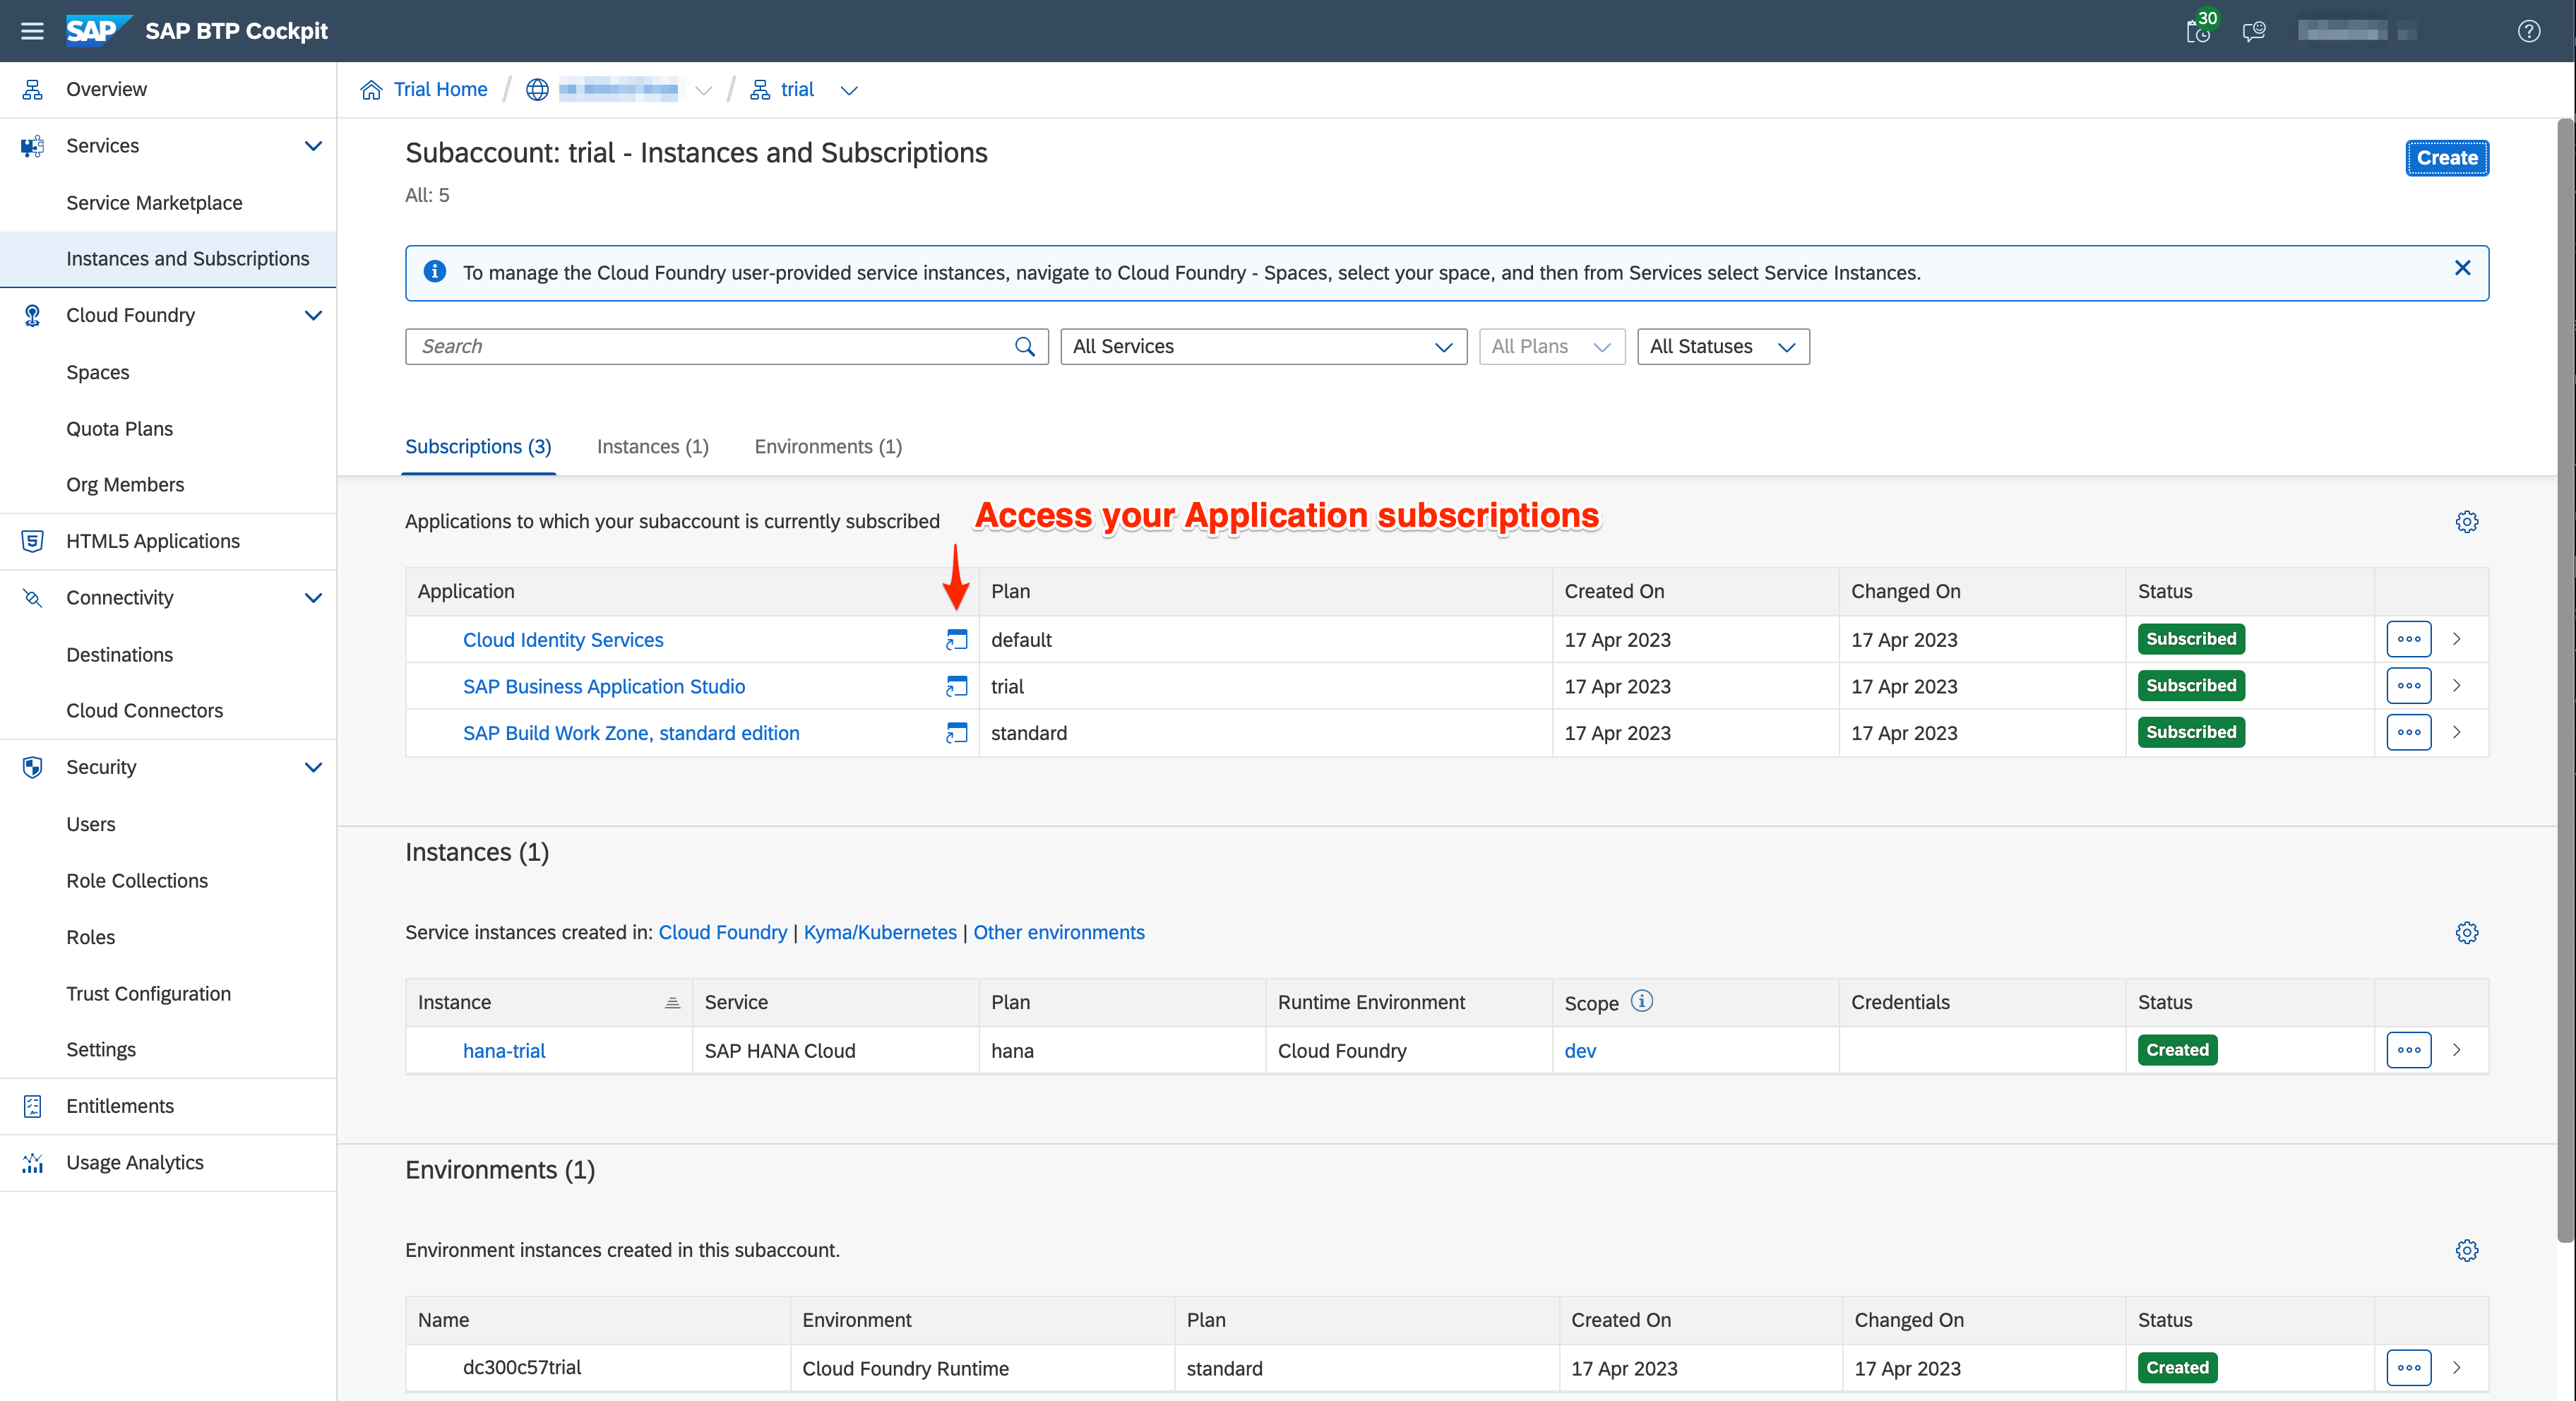 SAP SAP BTP Cockpit 30
Overview
Services
Service Marketplace
Instances and Subscriptions
Cloud Foundry
Spaces
Quota Plans
Org Members
HTML5 Applications
Connectivity
Destinations
Cloud Connectors
Security
Users
Role Collections
Roles
Trust Configuration
Settings
Entitlements
Usage Analytics
Trial Home / / trial
Subaccount: trial - Instances and Subscriptions
Create
All: 5
To manage the Cloud Foundry user-provided service instances, navigate to Cloud Foundry - Spaces, select your space, and then from Services select Service Instances.
Search All Services All Plans All Statuses
Subscriptions (3) Instances (1) Environments (1)
Applications to which your subaccount is currently subscribed
Access your Application subscriptions
Application Plan Created On Changed On Status
Cloud Identity Services default 17 Apr 2023 17 Apr 2023 Subscribed
SAP Business Application Studio trial 17 Apr 2023 17 Apr 2023 Subscribed
SAP Build Work Zone, standard edition standard 17 Apr 2023 17 Apr 2023 Subscribed
Instances (1)
Service instances created in: Cloud Foundry | Kyma/Kubernetes | Other environments
Instance Service Plan Runtime Environment Scope Credentials Status
hana-trial SAP HANA Cloud hana Cloud Foundry dev Created
Environments (1)
Environment instances created in this subaccount.
Name Environment Plan Created On Changed On Status
dc300c57trial Cloud Foundry Runtime standard 17 Apr 2023 17 Apr 2023 Created